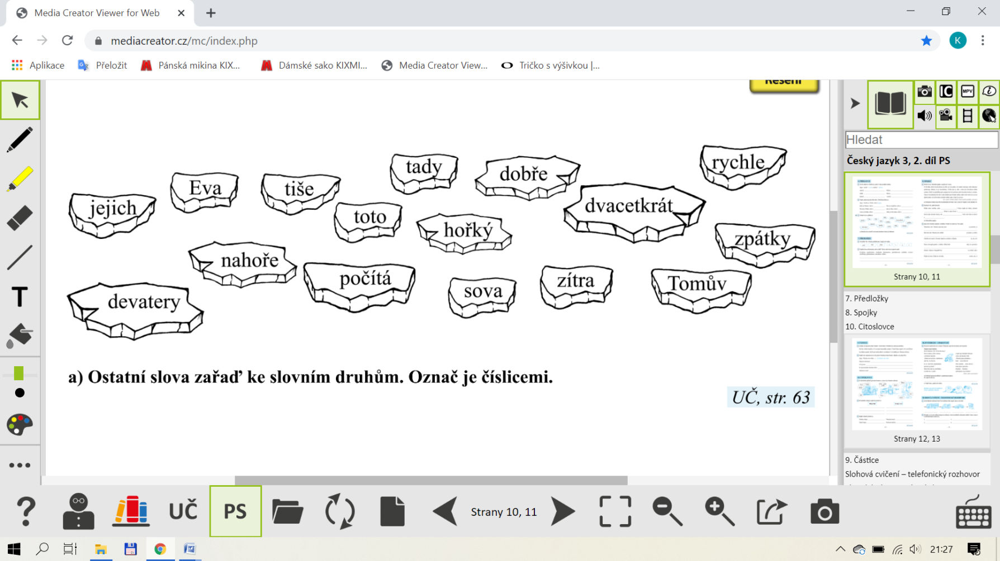 Media Creator Viewer for Web
mediacreator.cz/mc/index.php
K
Aplikace
Přeložit
Pánská mikina KIX...
Dámské sako KIXMI...
Media Creator View...
Tričko s výšivkou |...
Řešení
jejich
Eva
tiše
tady
dobře
rychle
toto
hořký
dvacetkrát
zpátky
nahoře
počítá
sova
zítra
Tomův
devatery
a) Ostatní slova zařaď ke slovním druhům. Označ je číslicemi.
UČ, str. 63
T
IC
MPV
i
Hledat
Český jazyk 3, 2. díl PS
Strany 10, 11
7. Předložky
8. Spojky
10. Citoslovce
Strany 12, 13
9. Částice
Slohová cvičení – telefonický rozhovor
?
UČ
PS
Strany 10, 11
21:27